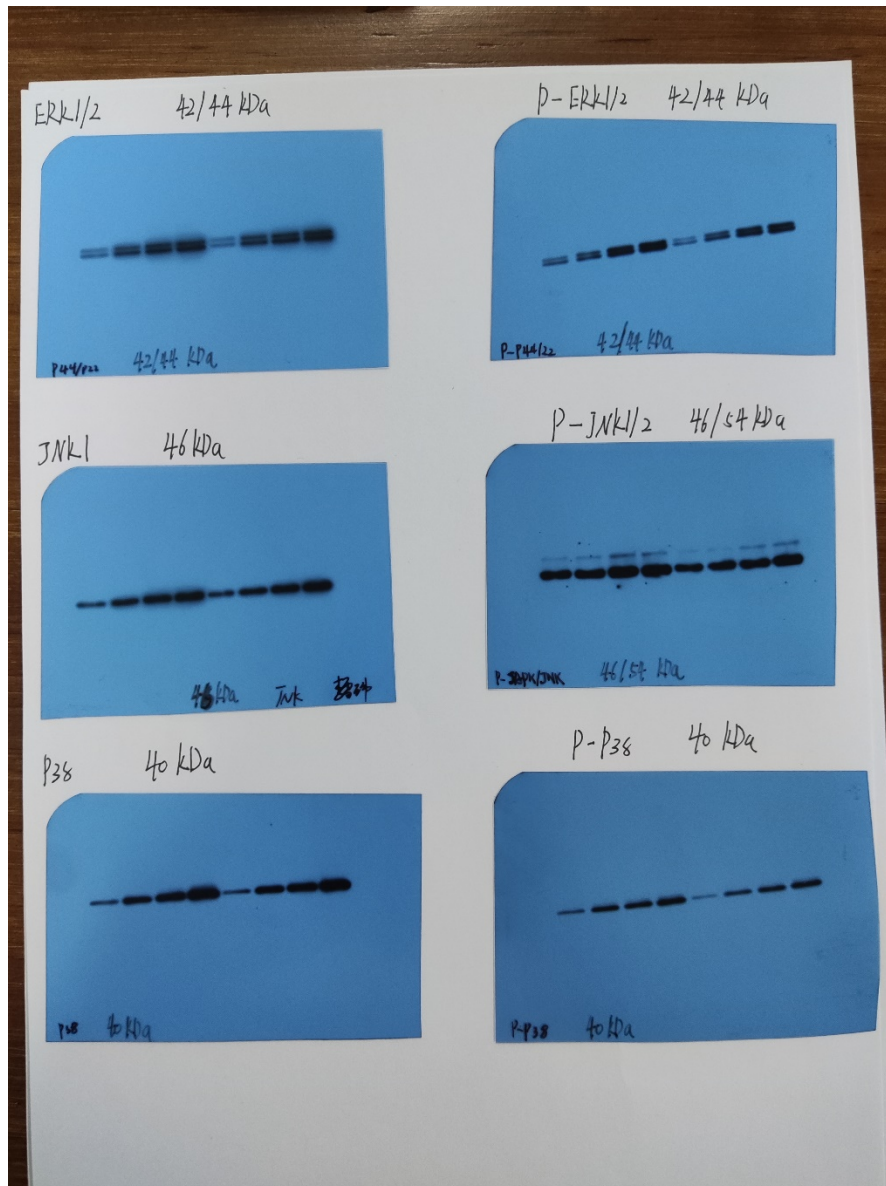 ERK1/2 42/44 kDa
P-ERK1/2 42/44 kDa
P44/P22 42/44 kDa
P-P44/22 42/44 kDa
JNK1 46 kDa
P-JNK1/2 46/54 kDa
46 kDa JNK
P-SAPK/JNK 46/54 kDa
P38 40 kDa
P-P38 40 kDa
P38 40 kDa
P-P38 40 kDa